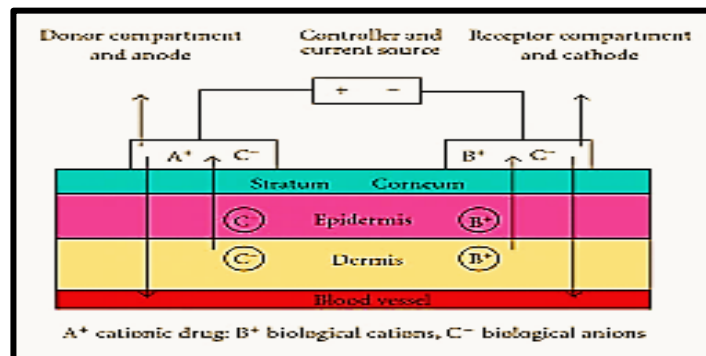 Donor compartment and anode
Controller and current source
Receptor compartment and cathode
+ −
A⁺ C⁻
B⁺ C⁻
Stratum Corneum
C⁻ Epidermis B⁺
C⁻ Dermis B⁺
Blood vessel
A⁺ cationic drug: B⁺ biological cations, C⁻ biological anions